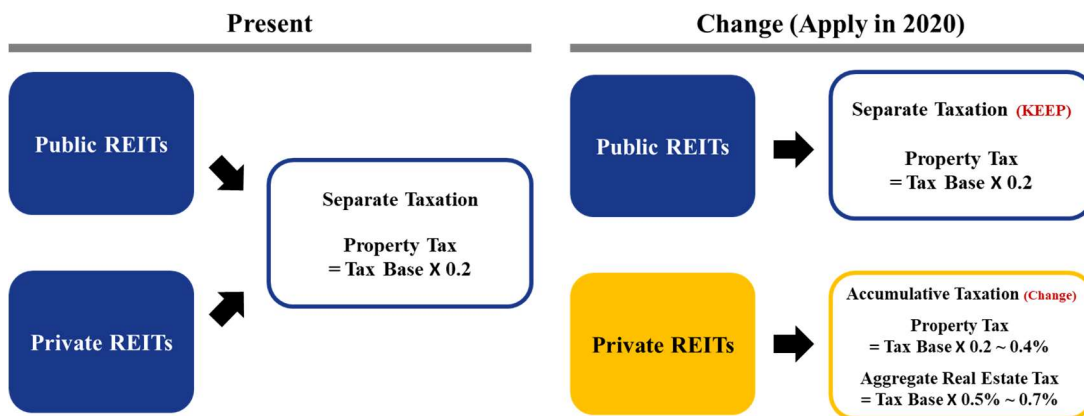 Present
Public REITs
Private REITs
Separate Taxation
Property Tax
= Tax Base X 0.2
Change (Apply in 2020)
Public REITs
Separate Taxation (KEEP)
Property Tax
= Tax Base X 0.2
Private REITs
Accumulative Taxation (Change)
Property Tax
= Tax Base X 0.2 ~ 0.4%
Aggregate Real Estate Tax
= Tax Base X 0.5% ~ 0.7%